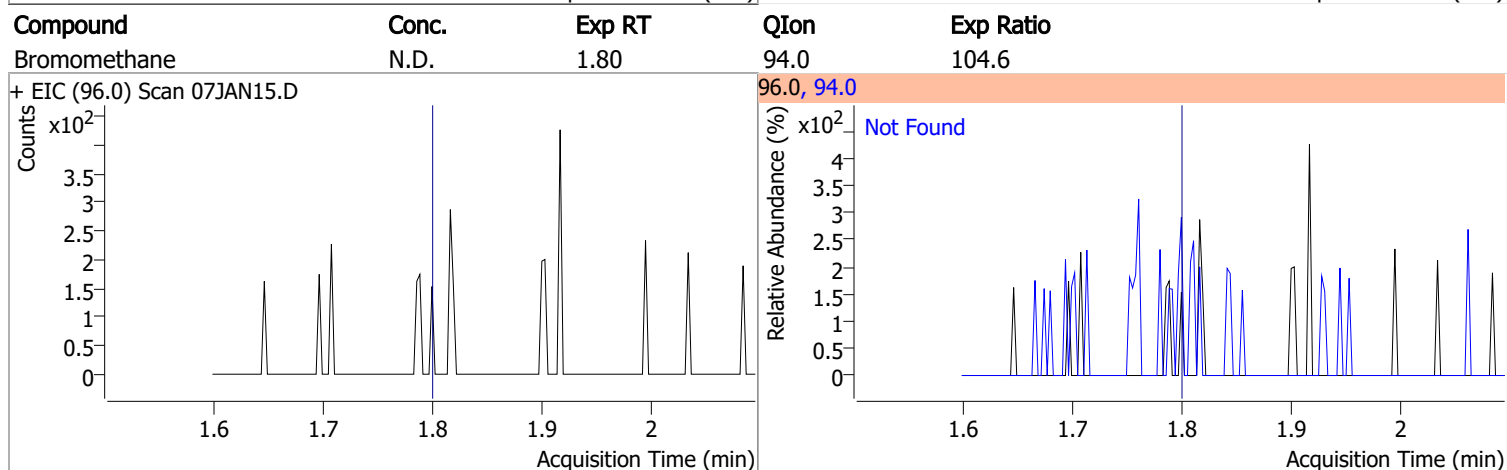 Compound Conc. Exp RT QIon Exp Ratio
Bromomethane N.D. 1.80 94.0 104.6
+ EIC (96.0) Scan 07JAN15.D
Counts
x10²
3.5
3
2.5
2
1.5
1
0.5
0
1.6 1.7 1.8 1.9 2
Acquisition Time (min)
96.0, 94.0
Relative Abundance (%)
x10²
Not Found
4
3.5
3
2.5
2
1.5
1
0.5
0
1.6 1.7 1.8 1.9 2
Acquisition Time (min)